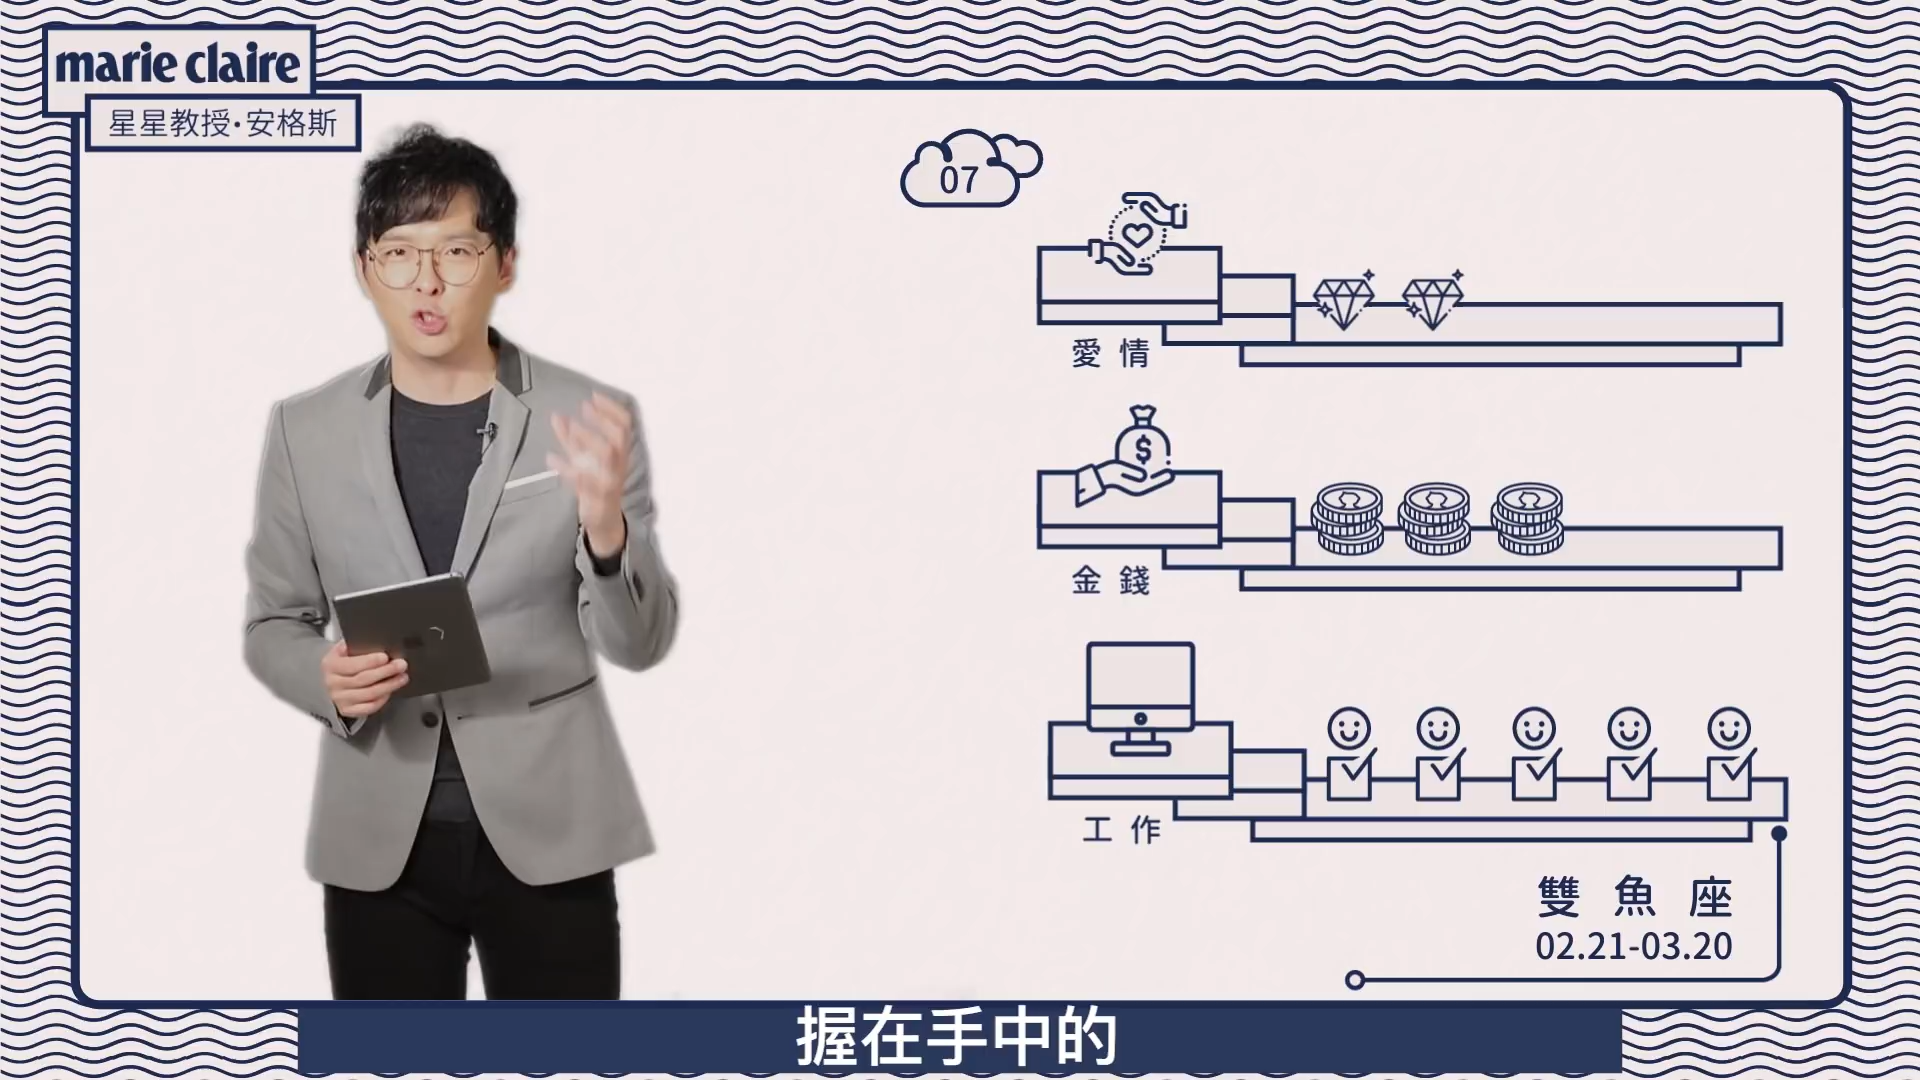 marie claire
星星教授·安格斯
07
愛情
$
金錢
工作
雙魚座
02.21-03.20
握在手中的